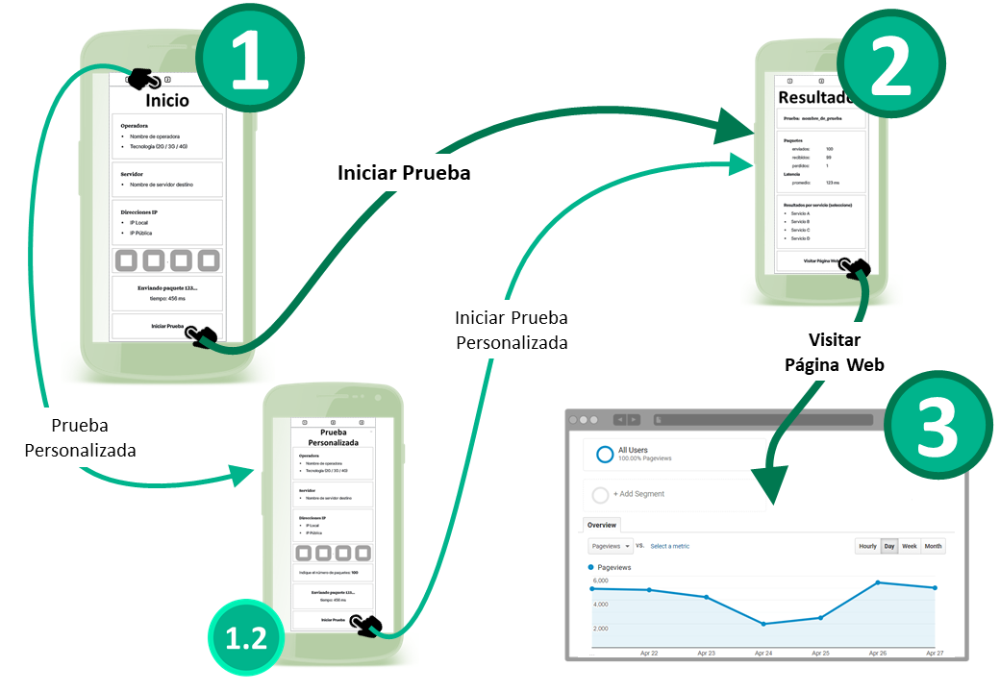 1
Inicio
Operadora
• Nombre de operadora
• Tecnología (2G / 3G / 4G)
Servidor
• Nombre de servidor destino
Direcciones IP
• IP Local
• IP Pública
Enviando paquete 123...
tiempo: 456 ms
Iniciar Prueba
Prueba
Personalizada
Iniciar Prueba
1.2
Prueba
Personalizada
Operadora
• Nombre de operadora
• Tecnología (2G / 3G / 4G)
Servidor
• Nombre de servidor destino
Direcciones IP
• IP Local
• IP Pública
Indique el número de paquetes: 100
Enviando paquete 123...
tiempo: 456 ms
Iniciar Prueba
Iniciar Prueba
Personalizada
2
Resultado
Prueba: nombre_de_prueba
Paquetes
enviados: 100
recibidos: 99
perdidos: 1
Latencia
promedio: 123 ms
Resultados por servicio (seleccione)
• Servicio A
• Servicio B
• Servicio C
• Servicio D
Visitar Página Web
Visitar
Página Web
3
All Users
100.00% Pageviews
+ Add Segment
Overview
Pageviews VS. Select a metric
Hourly Day Week Month
Pageviews
6,000
4,000
2,000
... Apr 22 Apr 23 Apr 24 Apr 25 Apr 26 Apr 27